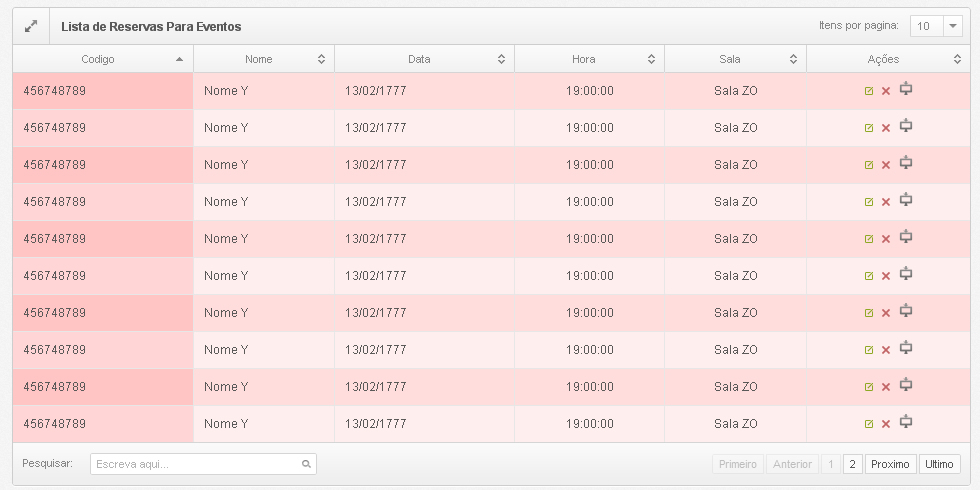 Lista de Reservas Para Eventos Itens por pagina: 10
Codigo Nome Data Hora Sala Ações
456748789 Nome Y 13/02/1777 19:00:00 Sala ZO
456748789 Nome Y 13/02/1777 19:00:00 Sala ZO
456748789 Nome Y 13/02/1777 19:00:00 Sala ZO
456748789 Nome Y 13/02/1777 19:00:00 Sala ZO
456748789 Nome Y 13/02/1777 19:00:00 Sala ZO
456748789 Nome Y 13/02/1777 19:00:00 Sala ZO
456748789 Nome Y 13/02/1777 19:00:00 Sala ZO
456748789 Nome Y 13/02/1777 19:00:00 Sala ZO
456748789 Nome Y 13/02/1777 19:00:00 Sala ZO
456748789 Nome Y 13/02/1777 19:00:00 Sala ZO
Pesquisar: Escreva aqui... Primeiro Anterior 1 2 Proximo Ultimo